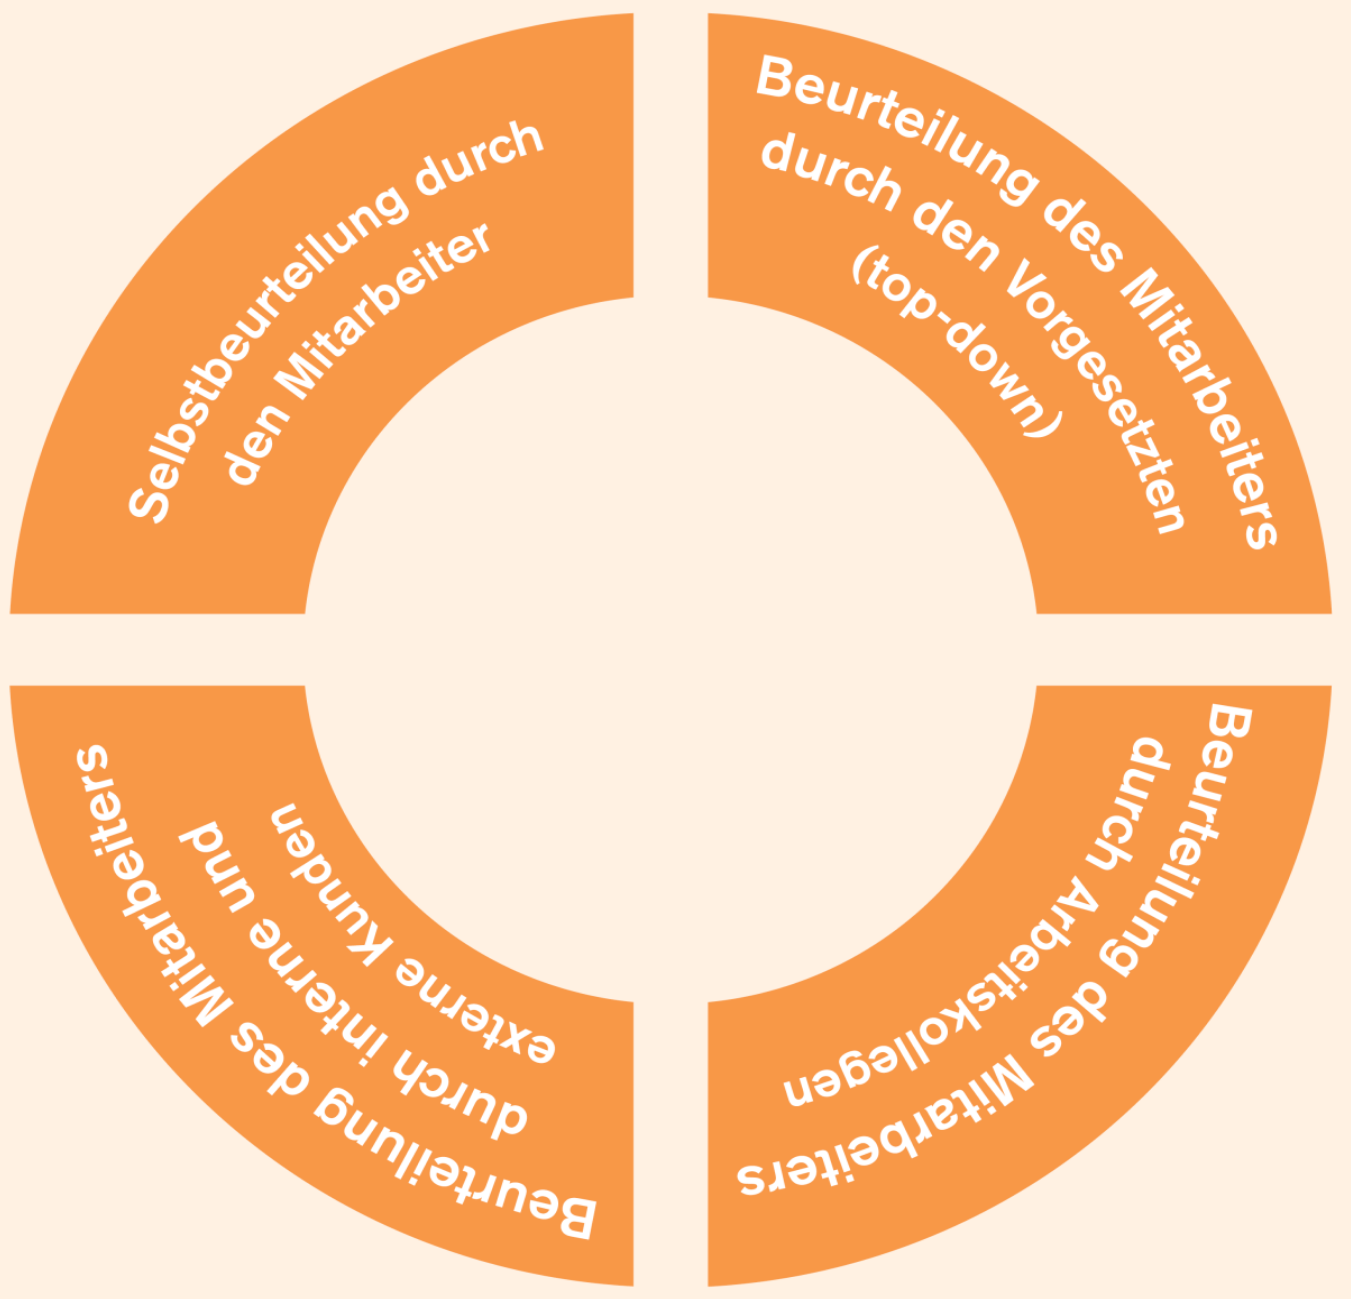 Selbstbeurteilung durch
den Mitarbeiter
Beurteilung des Mitarbeiters
durch den Vorgesetzten
(top-down)
Beurteilung des Mitarbeiters
durch Arbeitskollegen
Beurteilung des Mitarbeiters
durch interne und
externe Kunden